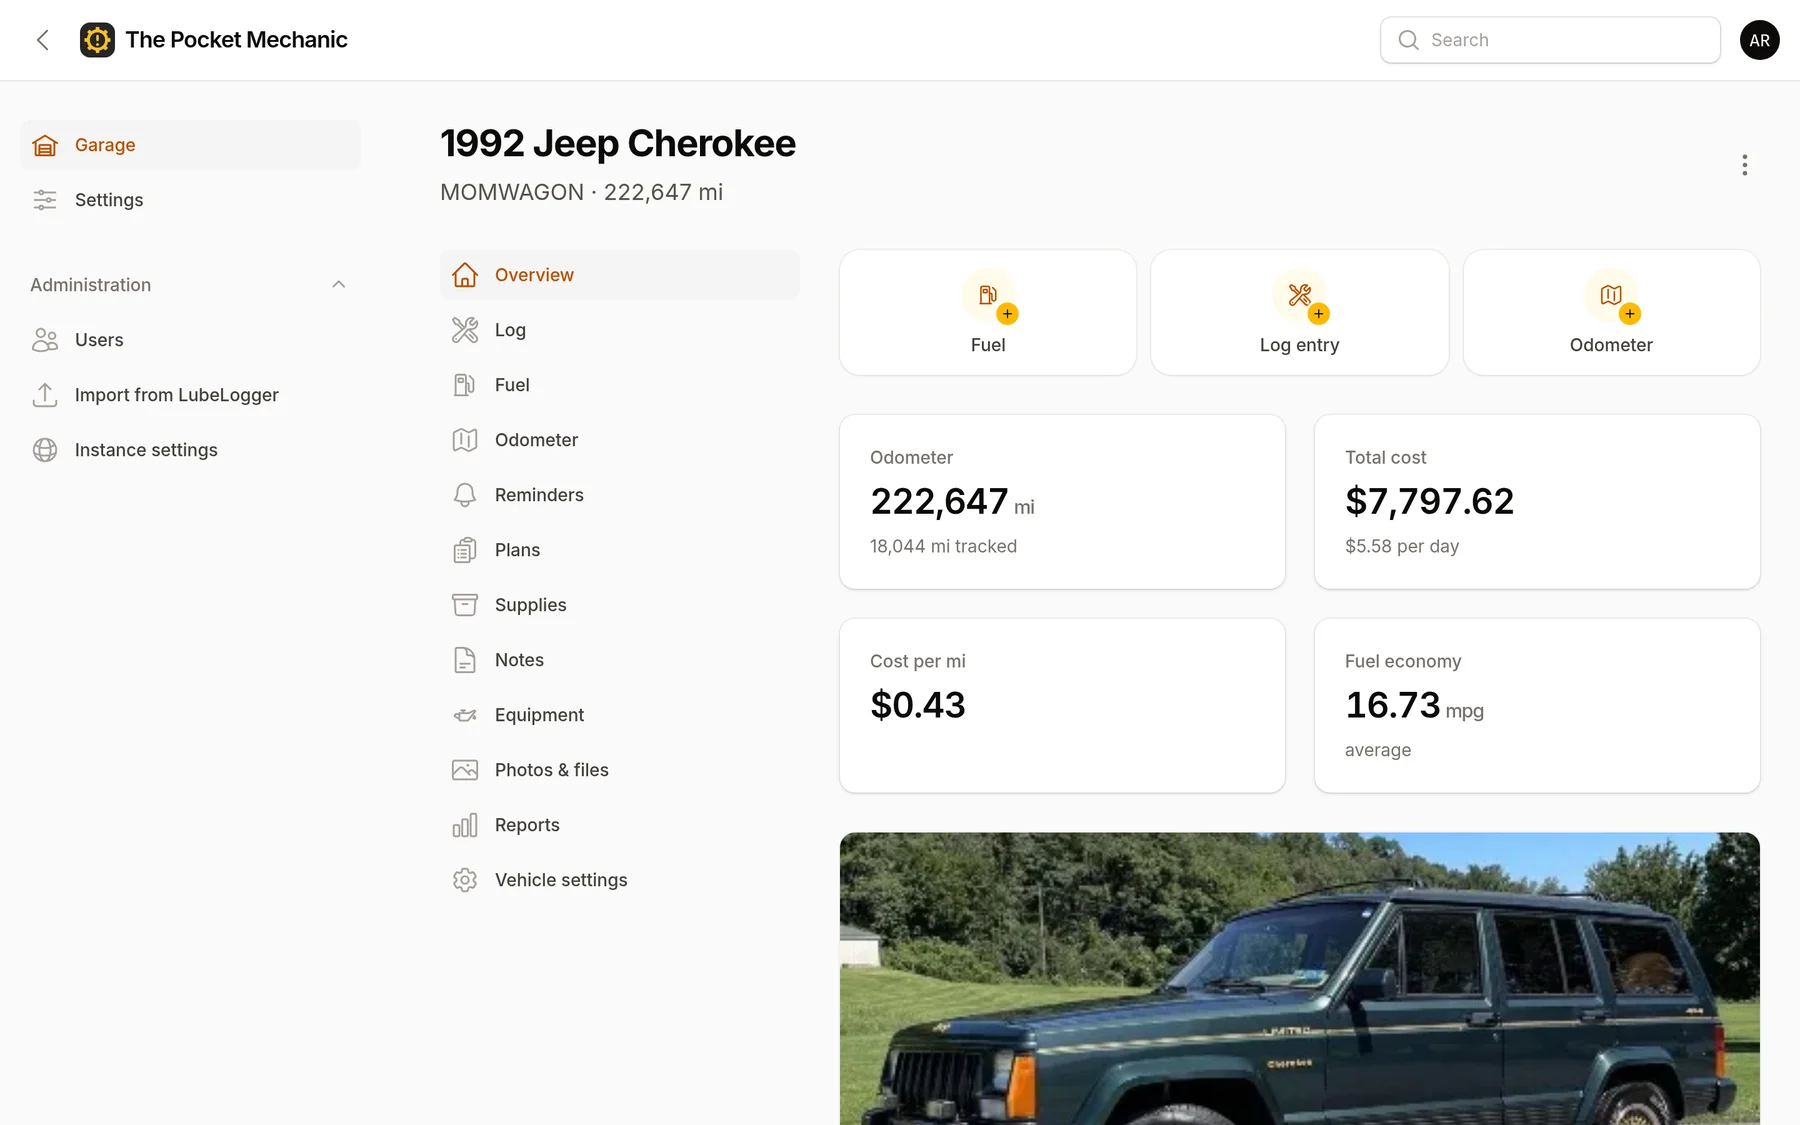 The Pocket Mechanic
Search
AR
Garage
Settings
Administration
Users
Import from LubeLogger
Instance settings
1992 Jeep Cherokee
MOMWAGON · 222,647 mi
Overview
Log
Fuel
Odometer
Reminders
Plans
Supplies
Notes
Equipment
Photos & files
Reports
Vehicle settings
Fuel
Log entry
Odometer
Odometer
222,647 mi
18,044 mi tracked
Total cost
$7,797.62
$5.58 per day
Cost per mi
$0.43
Fuel economy
16.73 mpg
average
LIMITED
Cherokee